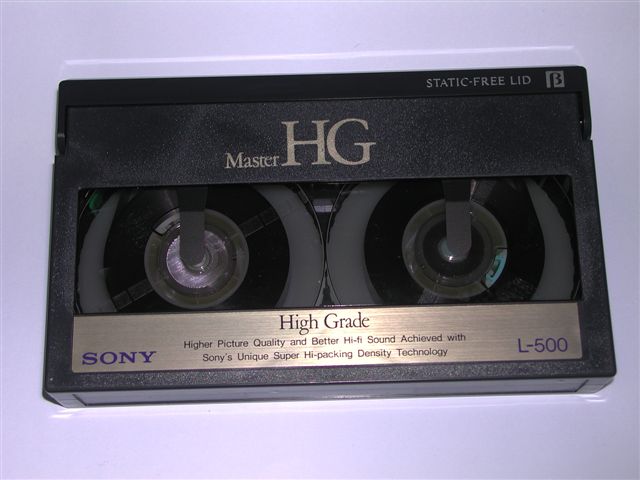 STATIC-FREE LID β
Master HG
High Grade
Higher Picture Quality and Better Hi-fi Sound Achieved with
Sony's Unique Super Hi-packing Density Technology
SONY
L-500